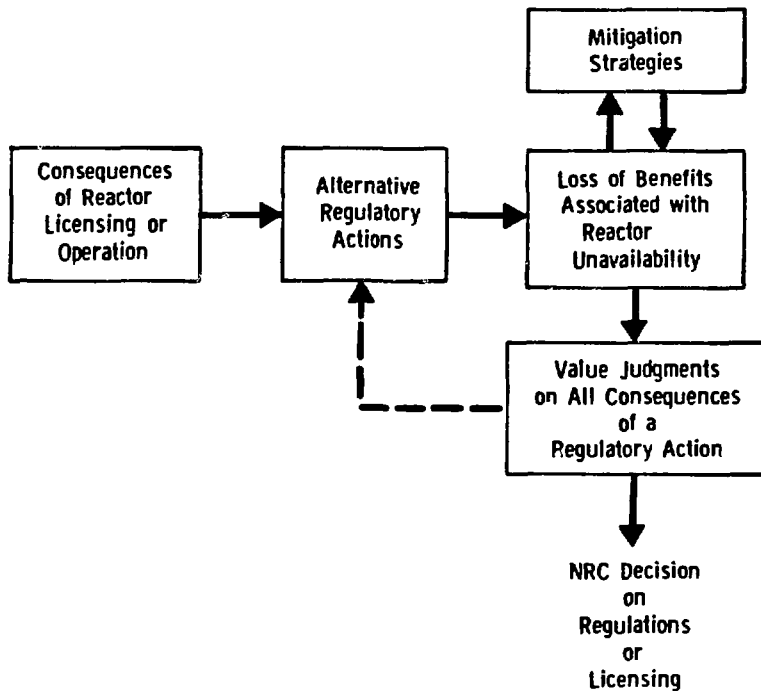 Mitigation
Strategies
Consequences
of Reactor
Licensing or
Operation
Alternative
Regulatory
Actions
Loss of Benefits
Associated with
Reactor
Unavailability
Value Judgments
on All Consequences
of a
Regulatory Action
NRC Decision
on
Regulations
or
Licensing